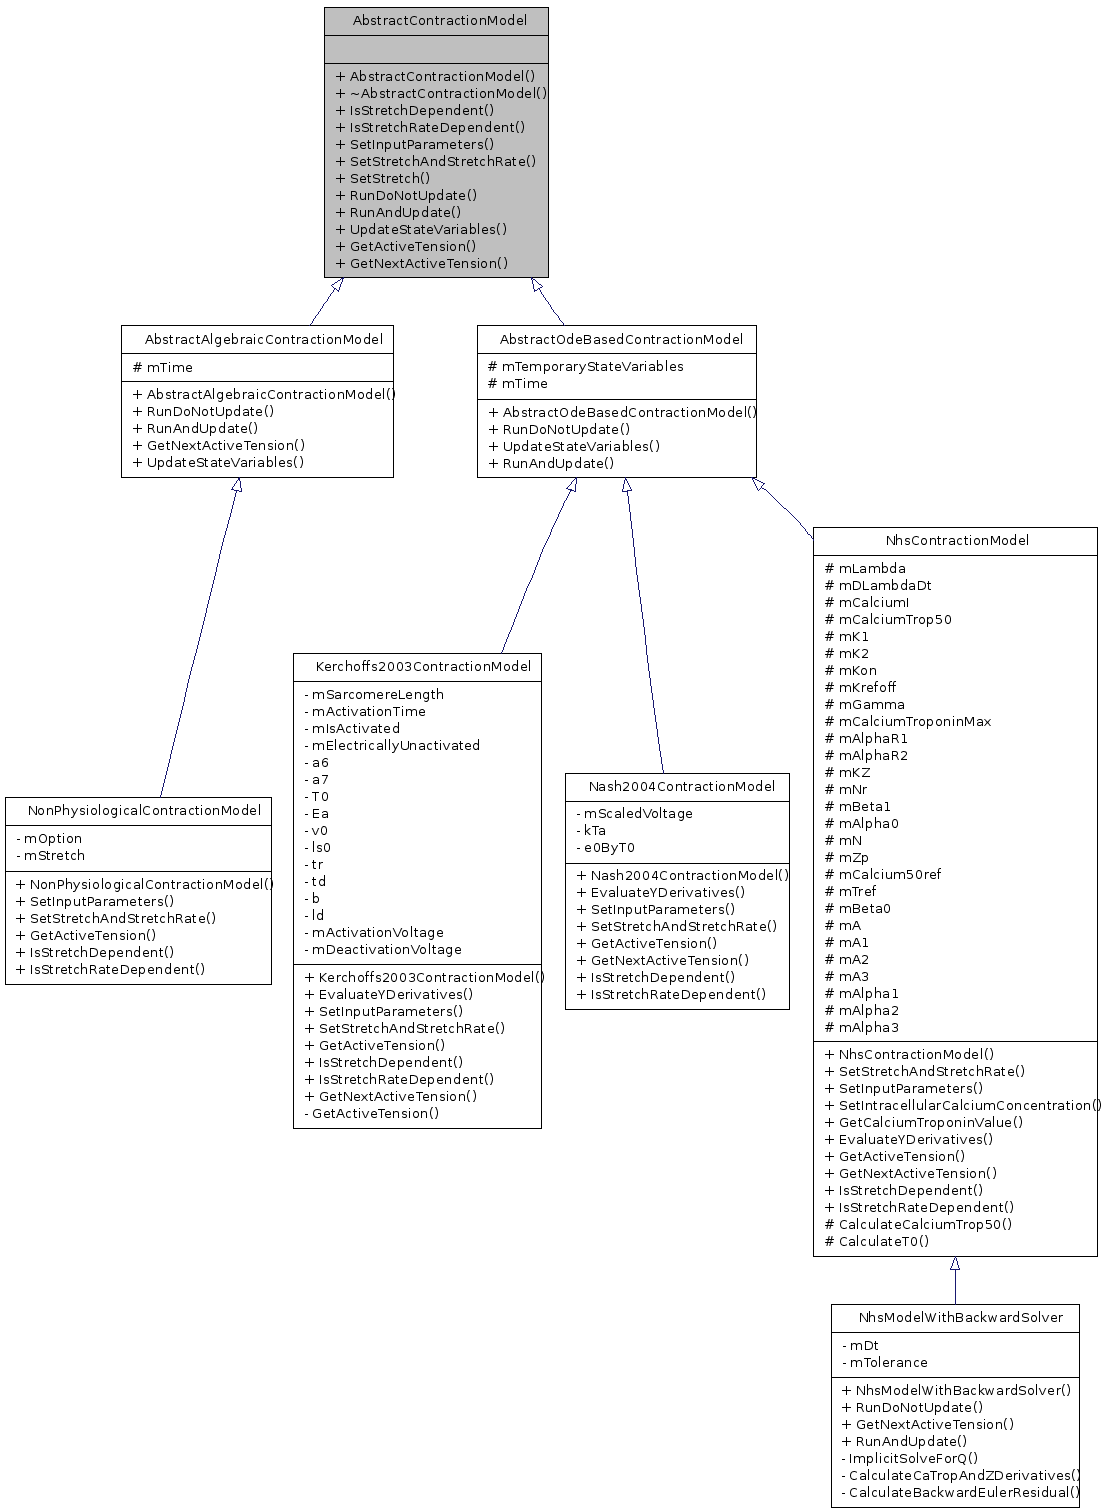 AbstractContractionModel
+ AbstractContractionModel()
+ ~AbstractContractionModel()
+ IsStretchDependent()
+ IsStretchRateDependent()
+ SetInputParameters()
+ SetStretchAndStretchRate()
+ SetStretch()
+ RunDoNotUpdate()
+ RunAndUpdate()
+ UpdateStateVariables()
+ GetActiveTension()
+ GetNextActiveTension()
AbstractAlgebraicContractionModel
# mTime
+ AbstractAlgebraicContractionModel()
+ RunDoNotUpdate()
+ RunAndUpdate()
+ GetNextActiveTension()
+ UpdateStateVariables()
AbstractOdeBasedContractionModel
# mTemporaryStateVariables
# mTime
+ AbstractOdeBasedContractionModel()
+ RunDoNotUpdate()
+ UpdateStateVariables()
+ RunAndUpdate()
NonPhysiologicalContractionModel
- mOption
- mStretch
+ NonPhysiologicalContractionModel()
+ SetInputParameters()
+ SetStretchAndStretchRate()
+ GetActiveTension()
+ IsStretchDependent()
+ IsStretchRateDependent()
Kerchoffs2003ContractionModel
- mSarcomereLength
- mActivationTime
- mIsActivated
- mElectricallyUnactivated
- a6
- a7
- T0
- Ea
- v0
- ls0
- tr
- td
- b
- ld
- mActivationVoltage
- mDeactivationVoltage
+ Kerchoffs2003ContractionModel()
+ EvaluateYDerivatives()
+ SetInputParameters()
+ SetStretchAndStretchRate()
+ GetActiveTension()
+ IsStretchDependent()
+ IsStretchRateDependent()
+ GetNextActiveTension()
- GetActiveTension()
Nash2004ContractionModel
- mScaledVoltage
- kTa
- e0ByT0
+ Nash2004ContractionModel()
+ EvaluateYDerivatives()
+ SetInputParameters()
+ SetStretchAndStretchRate()
+ GetActiveTension()
+ GetNextActiveTension()
+ IsStretchDependent()
+ IsStretchRateDependent()
NhsContractionModel
# mLambda
# mDLambdaDt
# mCalciumI
# mCalciumTrop50
# mK1
# mK2
# mKon
# mKrefoff
# mGamma
# mCalciumTroponinMax
# mAlphaR1
# mAlphaR2
# mKZ
# mNr
# mBeta1
# mAlpha0
# mN
# mZp
# mCalcium50ref
# mTref
# mBeta0
# mA
# mA1
# mA2
# mA3
# mAlpha1
# mAlpha2
# mAlpha3
+ NhsContractionModel()
+ SetStretchAndStretchRate()
+ SetInputParameters()
+ SetIntracellularCalciumConcentration()
+ GetCalciumTroponinValue()
+ EvaluateYDerivatives()
+ GetActiveTension()
+ GetNextActiveTension()
+ IsStretchDependent()
+ IsStretchRateDependent()
# CalculateCalciumTrop50()
# CalculateT0()
NhsModelWithBackwardSolver
- mDt
- mTolerance
+ NhsModelWithBackwardSolver()
+ RunDoNotUpdate()
+ GetNextActiveTension()
+ RunAndUpdate()
- ImplicitSolveForQ()
- CalculateCaTropAndZDerivatives()
- CalculateBackwardEulerResidual()